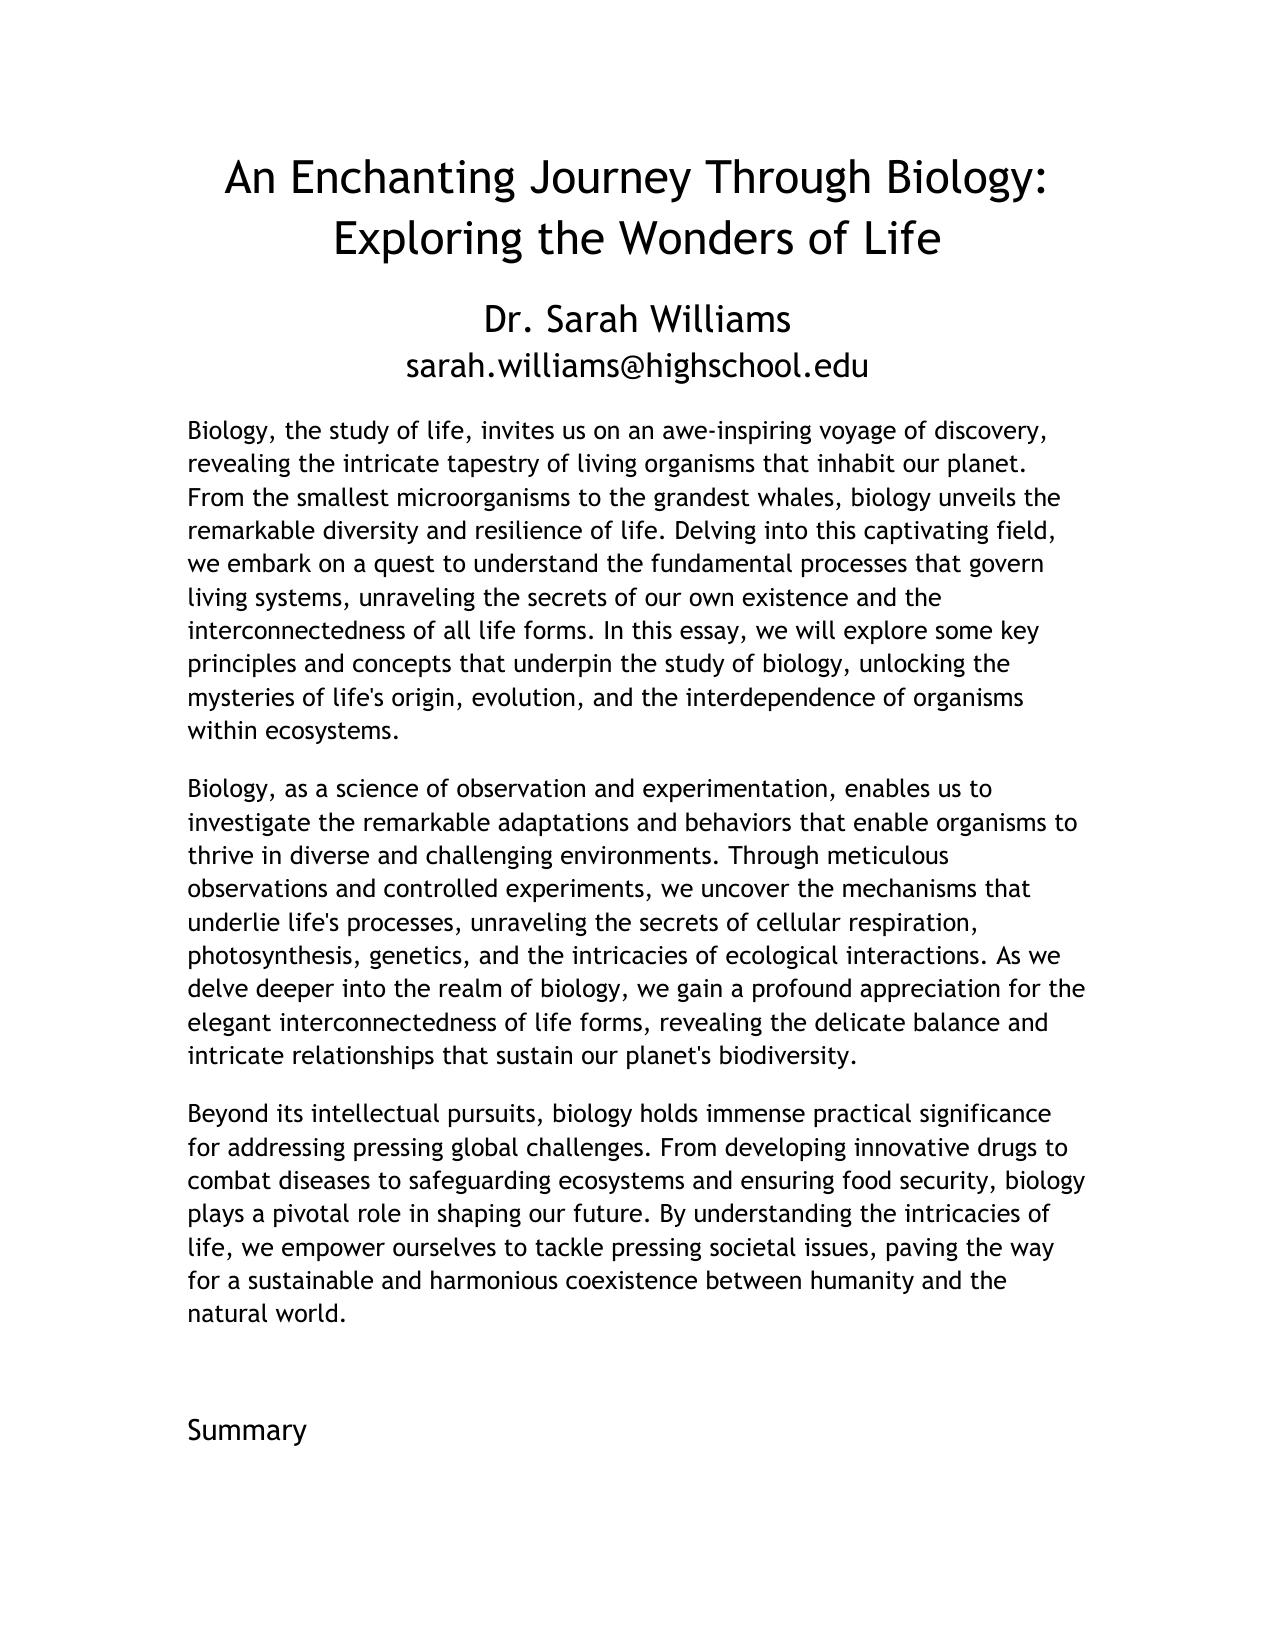 An Enchanting Journey Through Biology:
Exploring the Wonders of Life
Dr. Sarah Williams
sarah.williams@highschool.edu
Biology, the study of life, invites us on an awe-inspiring voyage of discovery,
revealing the intricate tapestry of living organisms that inhabit our planet.
From the smallest microorganisms to the grandest whales, biology unveils the
remarkable diversity and resilience of life. Delving into this captivating field,
we embark on a quest to understand the fundamental processes that govern
living systems, unraveling the secrets of our own existence and the
interconnectedness of all life forms. In this essay, we will explore some key
principles and concepts that underpin the study of biology, unlocking the
mysteries of life's origin, evolution, and the interdependence of organisms
within ecosystems.
Biology, as a science of observation and experimentation, enables us to
investigate the remarkable adaptations and behaviors that enable organisms to
thrive in diverse and challenging environments. Through meticulous
observations and controlled experiments, we uncover the mechanisms that
underlie life's processes, unraveling the secrets of cellular respiration,
photosynthesis, genetics, and the intricacies of ecological interactions. As we
delve deeper into the realm of biology, we gain a profound appreciation for the
elegant interconnectedness of life forms, revealing the delicate balance and
intricate relationships that sustain our planet's biodiversity.
Beyond its intellectual pursuits, biology holds immense practical significance
for addressing pressing global challenges. From developing innovative drugs to
combat diseases to safeguarding ecosystems and ensuring food security, biology
plays a pivotal role in shaping our future. By understanding the intricacies of
life, we empower ourselves to tackle pressing societal issues, paving the way
for a sustainable and harmonious coexistence between humanity and the
natural world.
Summary